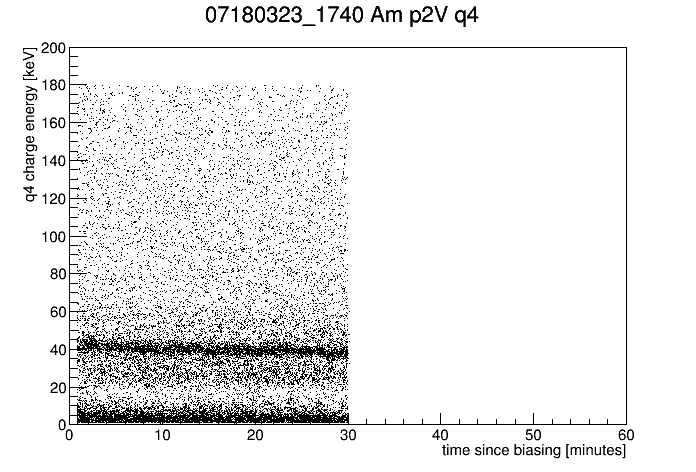 07180323_1740 Am p2V q4
q4 charge energy [keV]
200
180
160
140
120
100
80
60
40
20
0
0 10 20 30 40 50 60
time since biasing [minutes]